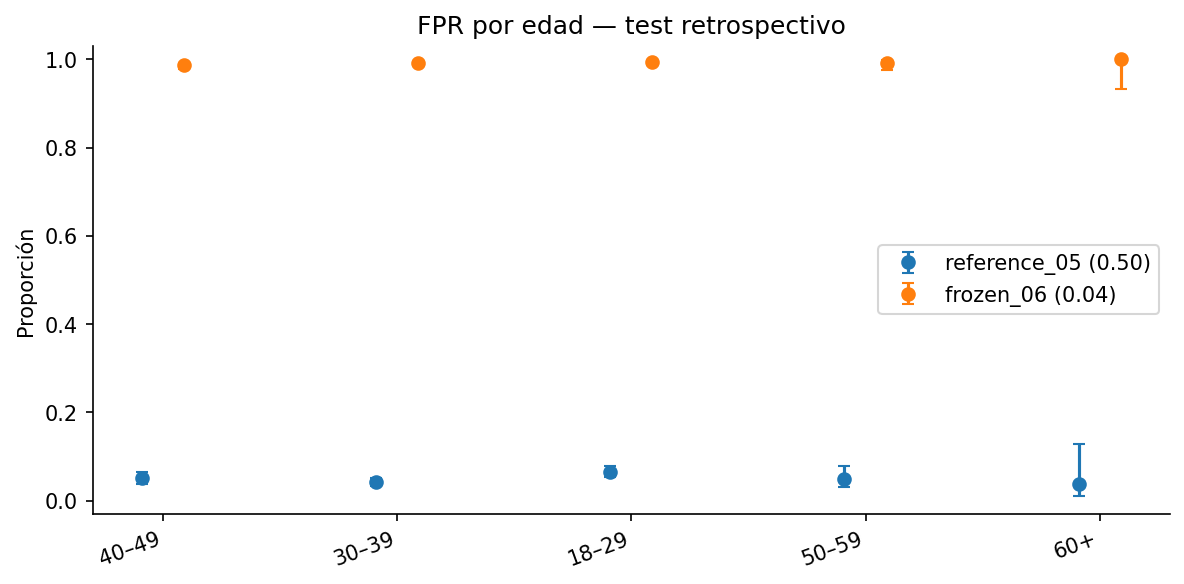 FPR por edad — test retrospectivo
Proporción
1.0
0.8
0.6
0.4
0.2
0.0
reference_05 (0.50)
frozen_06 (0.04)
40–49
30–39
18–29
50–59
60+